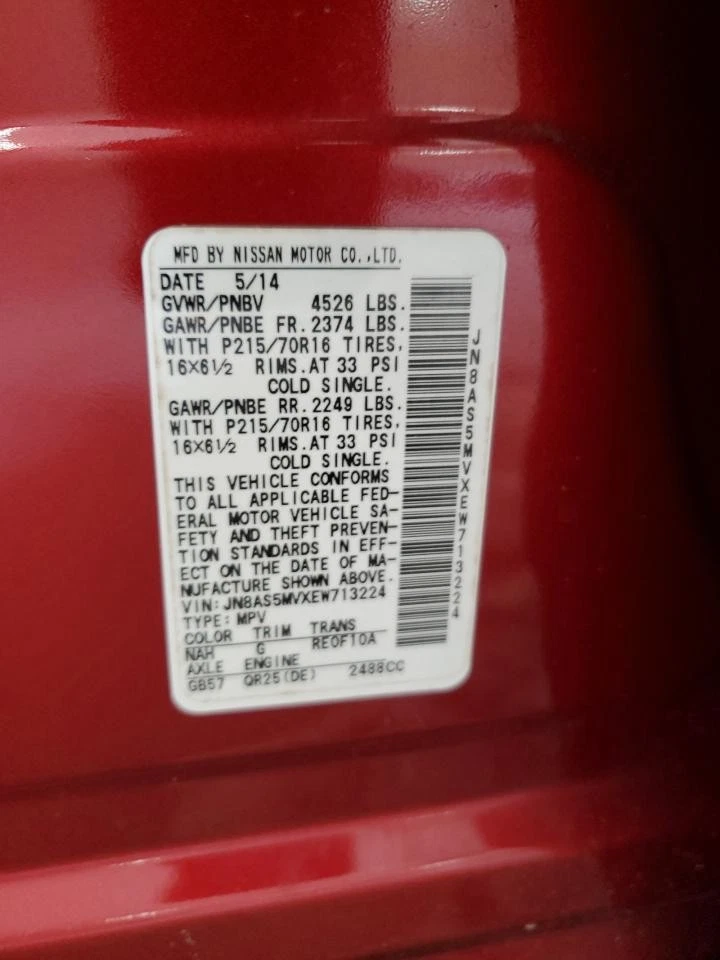 MFD BY NISSAN MOTOR CO.,LTD.
DATE 5/14
GVWR/PNBV 4526 LBS.
GAWR/PNBE FR. 2374 LBS.
WITH P215/70R16 TIRES,
16×6½ RIMS.AT 33 PSI
COLD SINGLE.
GAWR/PNBE RR. 2249 LBS.
WITH P215/70R16 TIRES,
16×6½ RIMS.AT 33 PSI
COLD SINGLE.
THIS VEHICLE CONFORMS
TO ALL APPLICABLE FED-
ERAL MOTOR VEHICLE SA-
FETY AND THEFT PREVEN-
TION STANDARDS IN EFF-
ECT ON THE DATE OF MA-
NUFACTURE SHOWN ABOVE.
VIN: JN8AS5MVXEW713224
TYPE: MPV
COLOR TRIM TRANS
NAH G RE0F10A
AXLE ENGINE
GB57 QR25(DE) 2488CC
JN8AS5MVXEW713224